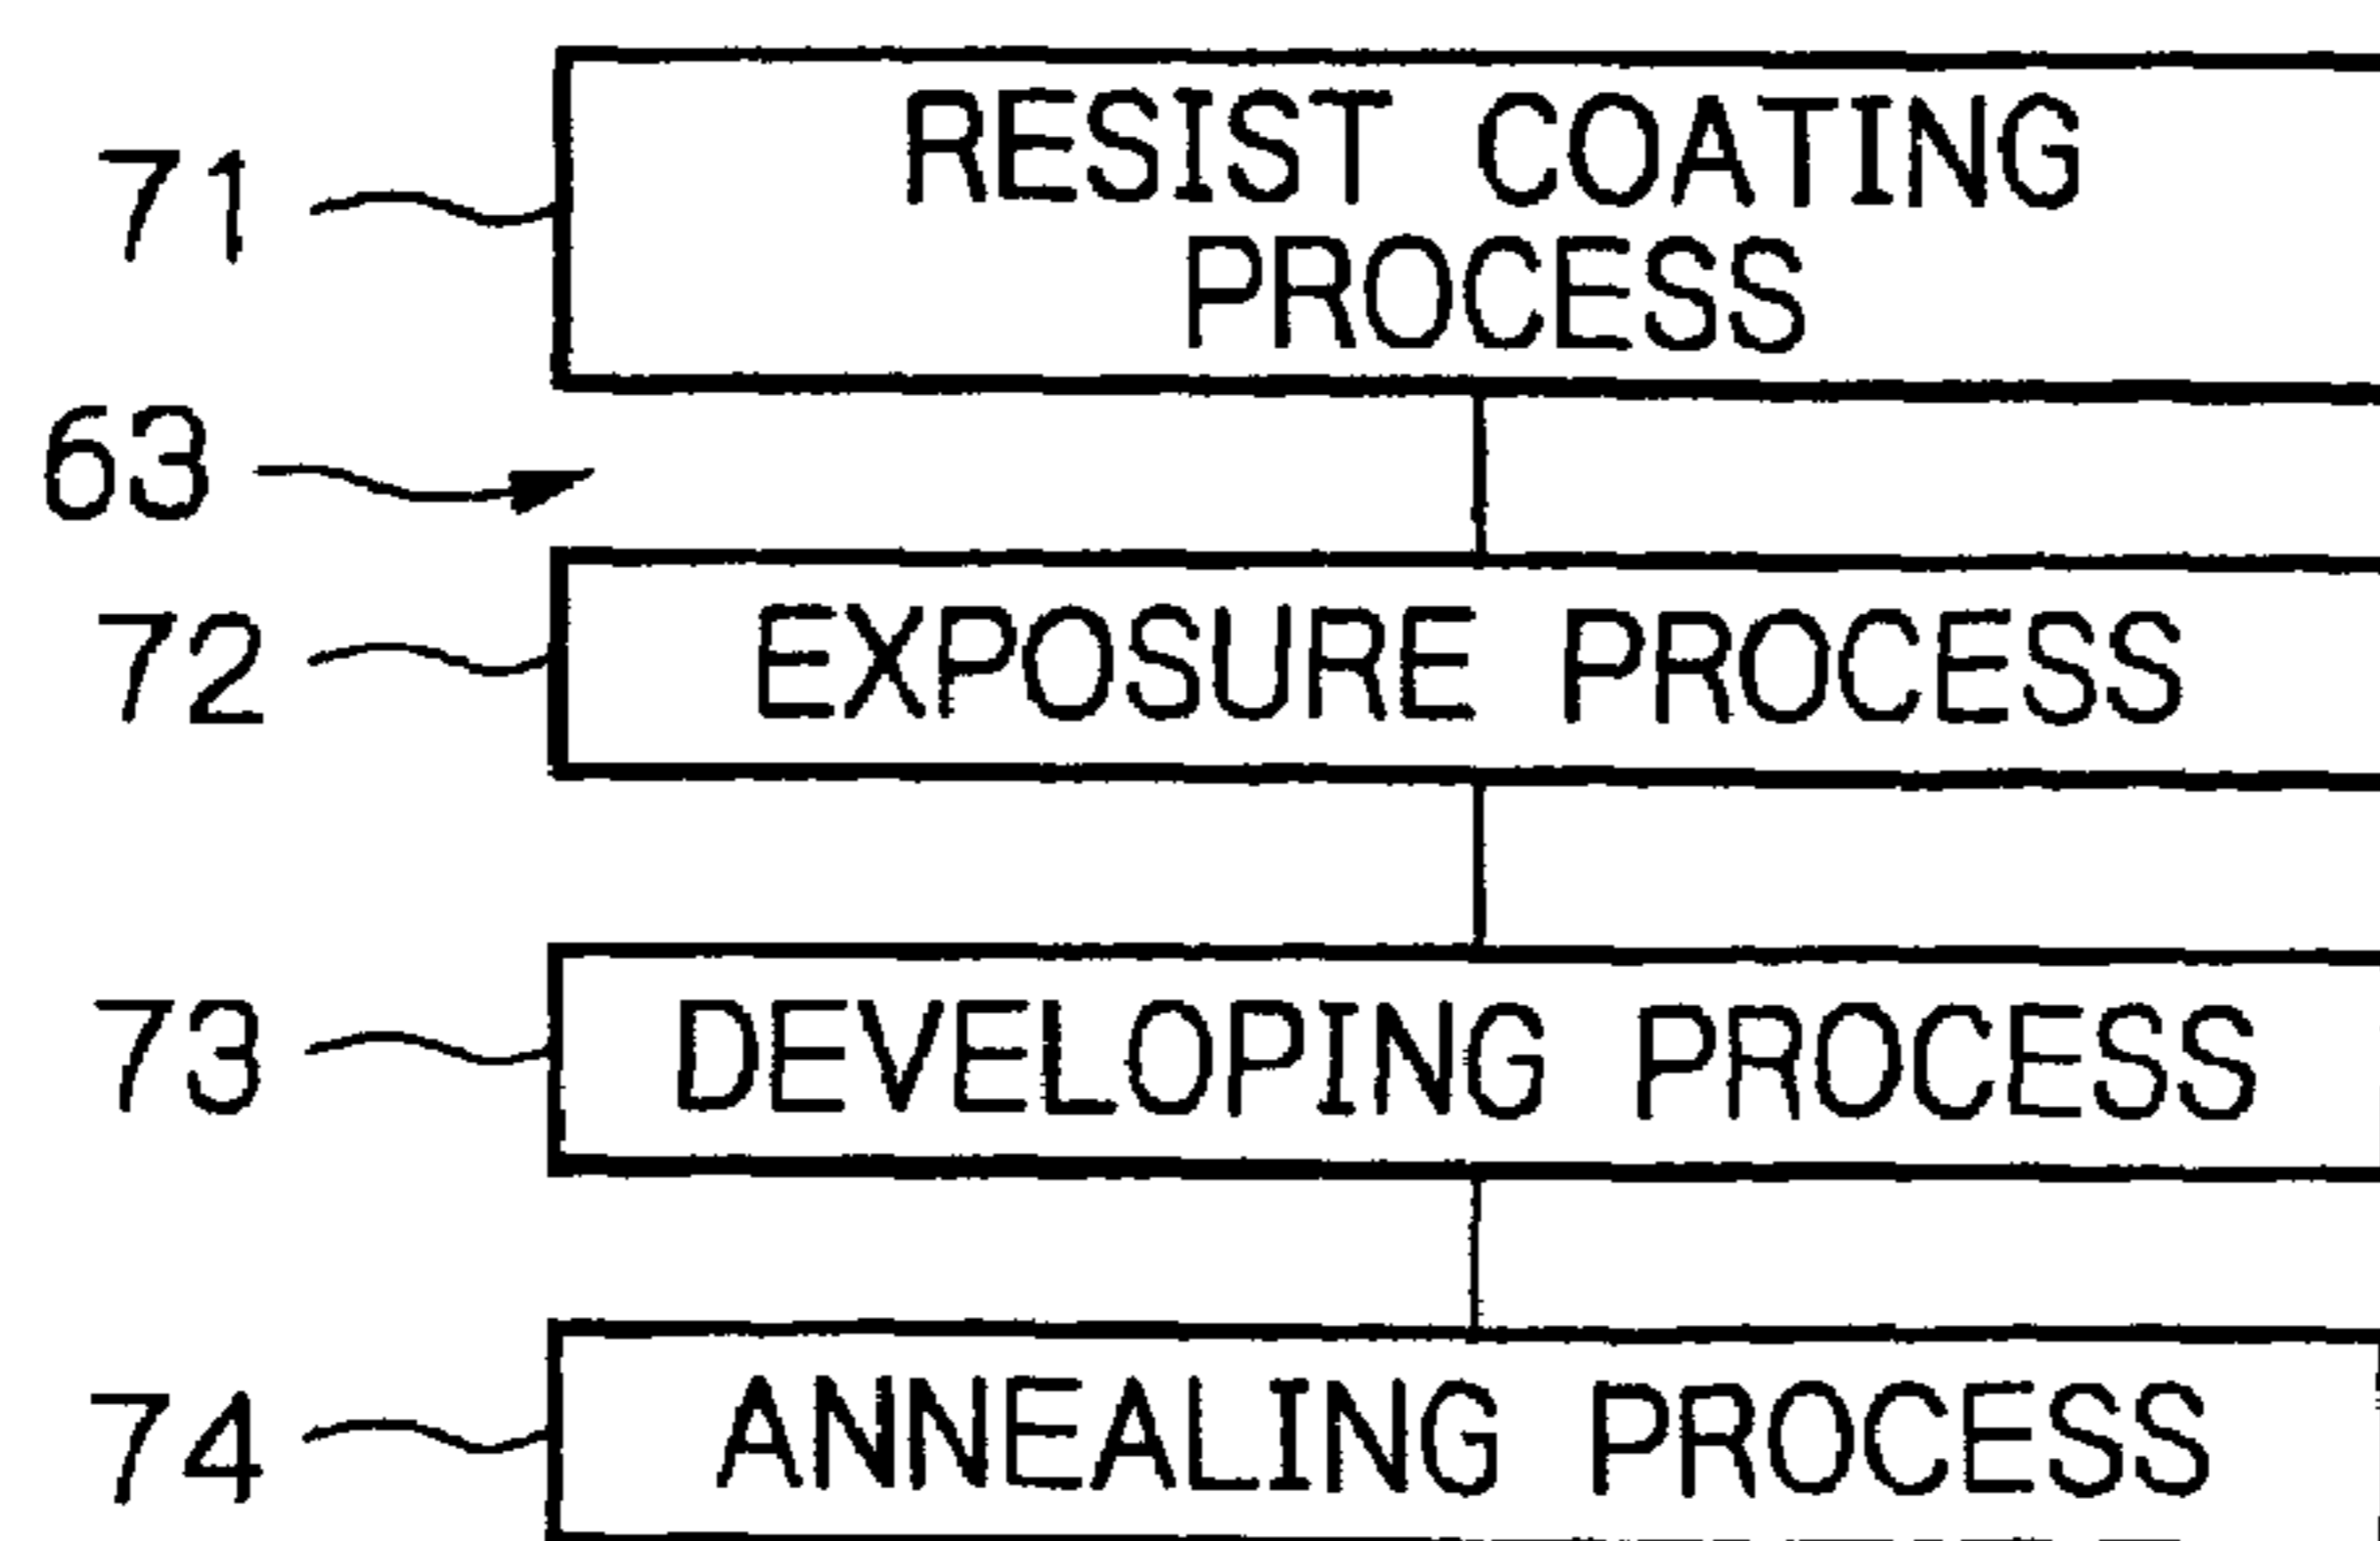 71
RESIST COATING
PROCESS
63
72
EXPOSURE PROCESS
73
DEVELOPING PROCESS
74
ANNEALING PROCESS